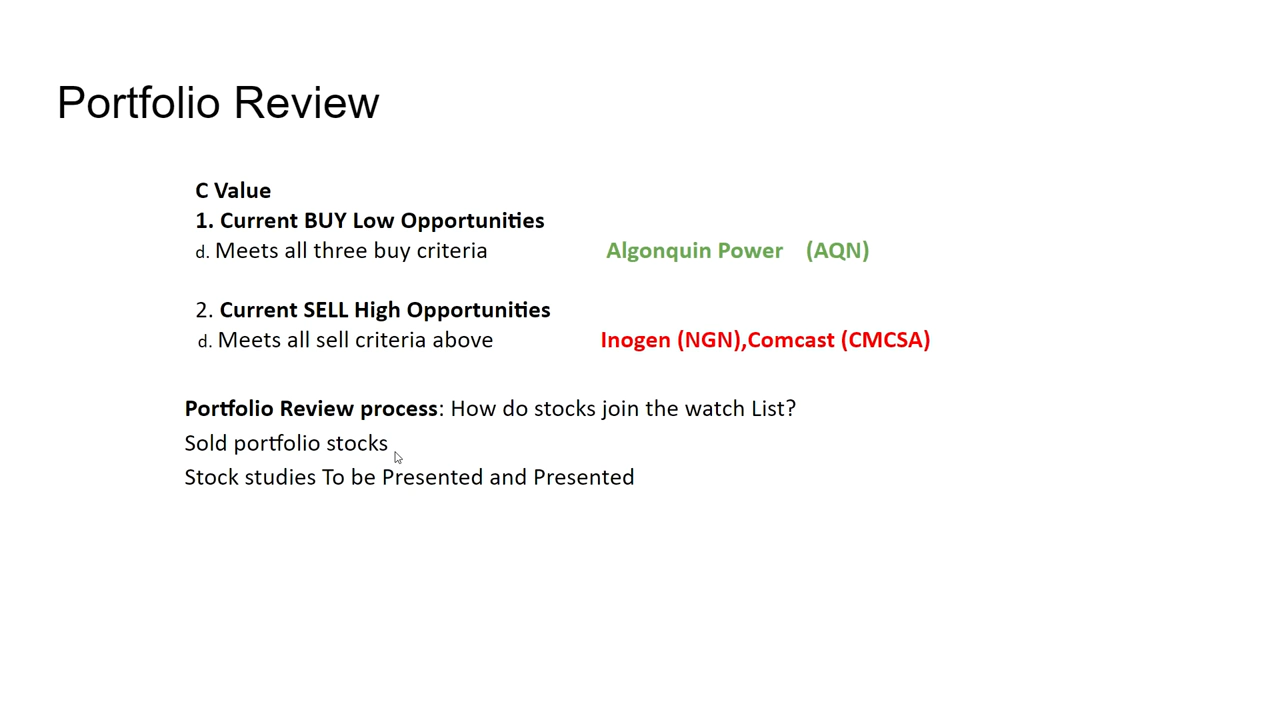 Portfolio Review
C Value
1. Current BUY Low Opportunities
d. Meets all three buy criteria Algonquin Power (AQN)
2. Current SELL High Opportunities
d. Meets all sell criteria above Inogen (NGN),Comcast (CMCSA)
Portfolio Review process: How do stocks join the watch List?
Sold portfolio stocks
Stock studies To be Presented and Presented